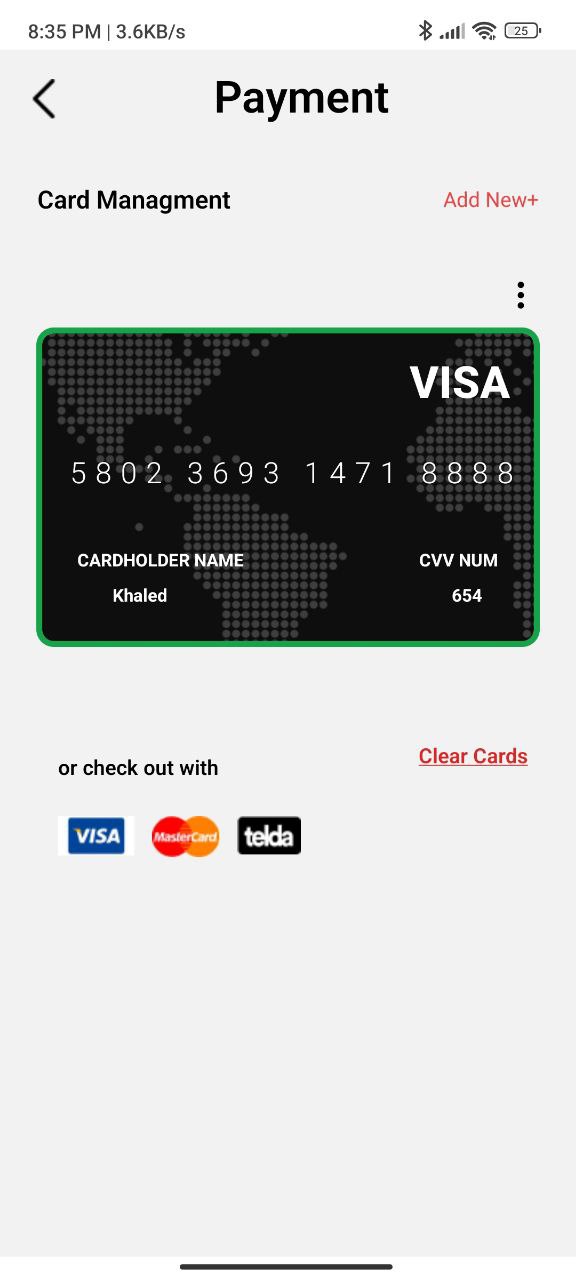 8:35 PM | 3.6KB/s
25
Payment
Card Managment
Add New+
VISA
5802 3693 1471 8888
CARDHOLDER NAME
CVV NUM
Khaled
654
Clear Cards
or check out with
VISA
MasterCard
telda